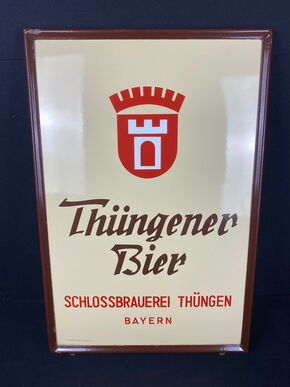 Thüngener
Bier
SCHLOSSBRAUEREI THÜNGEN
BAYERN